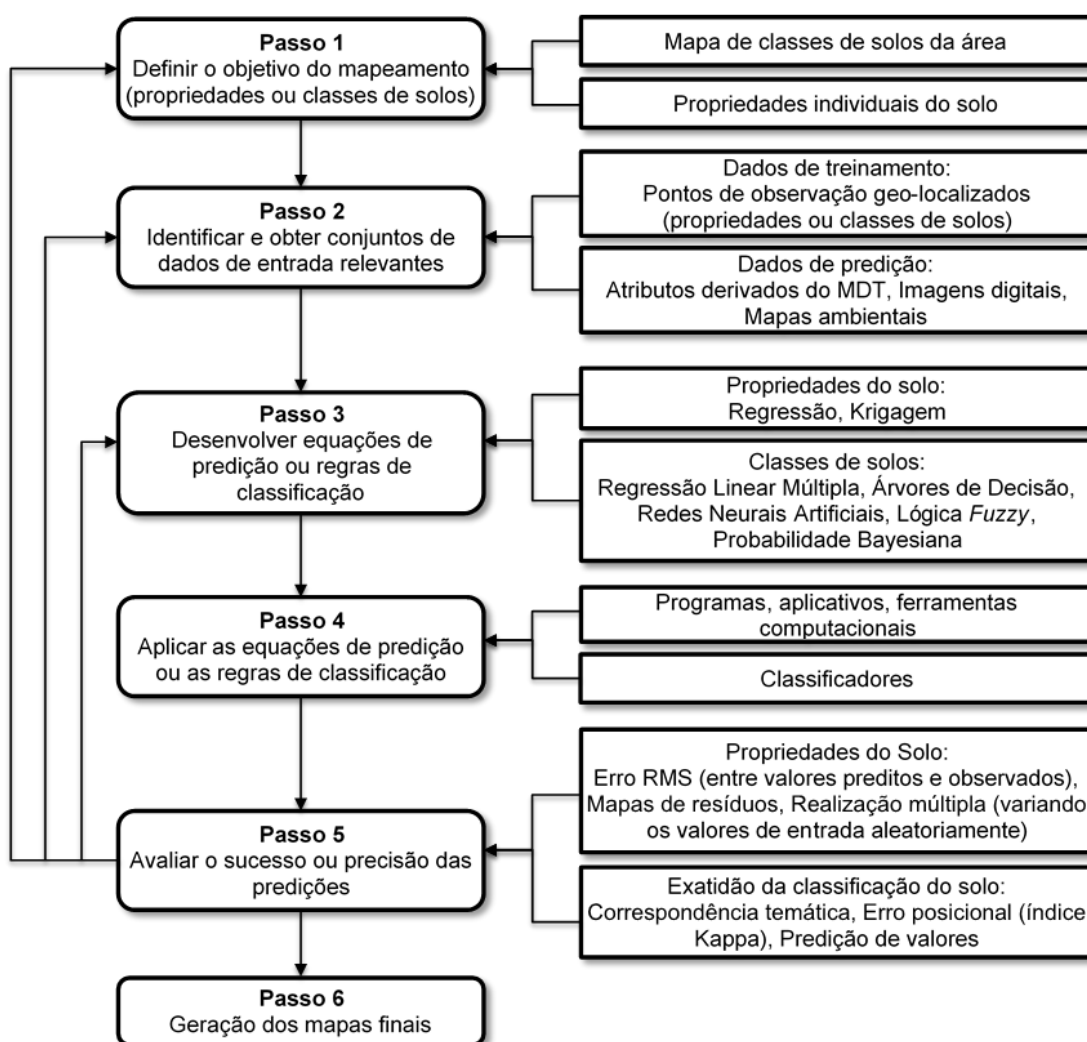 Passo 1
Definir o objetivo do mapeamento
(propriedades ou classes de solos)
Mapa de classes de solos da área
Propriedades individuais do solo
Passo 2
Identificar e obter conjuntos de
dados de entrada relevantes
Dados de treinamento:
Pontos de observação geo-localizados
(propriedades ou classes de solos)
Dados de predição:
Atributos derivados do MDT, Imagens digitais,
Mapas ambientais
Passo 3
Desenvolver equações de
predição ou regras de
classificação
Propriedades do solo:
Regressão, Krigagem
Classes de solos:
Regressão Linear Múltipla, Árvores de Decisão,
Redes Neurais Artificiais, Lógica Fuzzy,
Probabilidade Bayesiana
Passo 4
Aplicar as equações de predição
ou as regras de classificação
Programas, aplicativos, ferramentas
computacionais
Classificadores
Passo 5
Avaliar o sucesso ou precisão das
predições
Propriedades do Solo:
Erro RMS (entre valores preditos e observados),
Mapas de resíduos, Realização múltipla (variando
os valores de entrada aleatoriamente)
Exatidão da classificação do solo:
Correspondência temática, Erro posicional (índice
Kappa), Predição de valores
Passo 6
Geração dos mapas finais